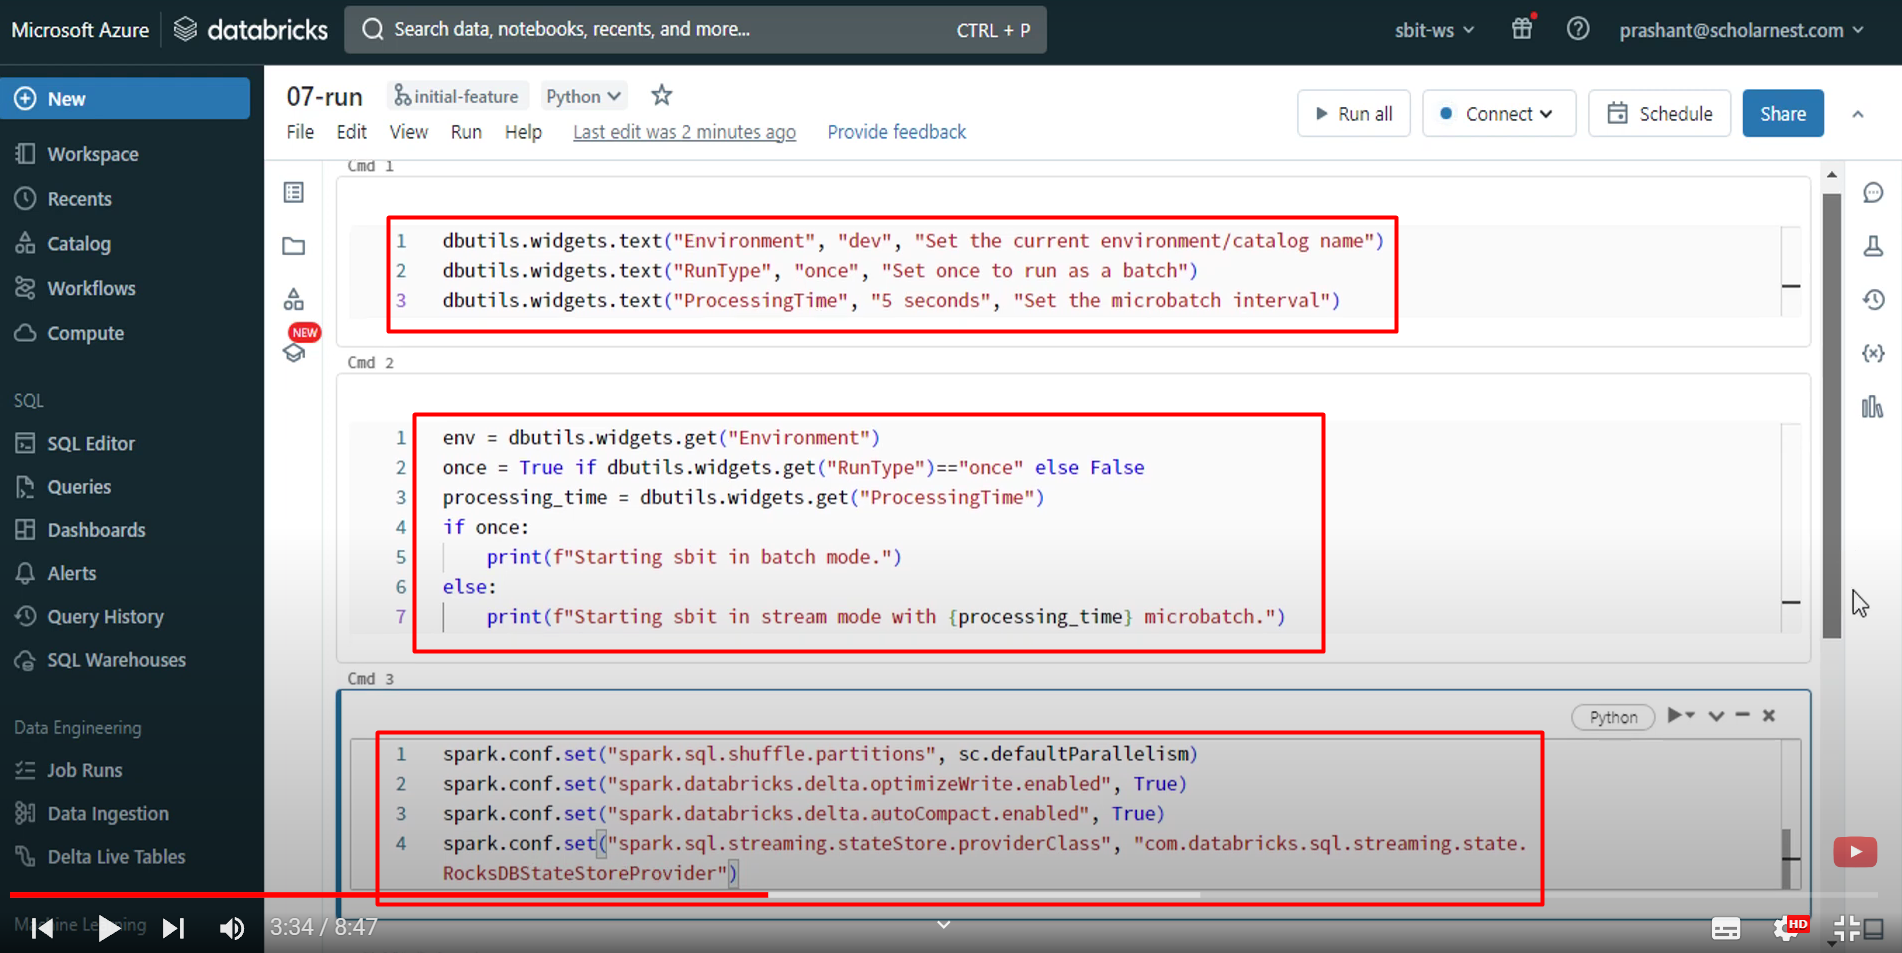 Microsoft Azure
databricks
Search data, notebooks, recents, and more...
CTRL + P
sbit-ws
prashant@scholarnest.com
New
Workspace
Recents
Catalog
Workflows
Compute
SQL
SQL Editor
Queries
Dashboards
Alerts
Query History
SQL Warehouses
Data Engineering
Job Runs
Data Ingestion
Delta Live Tables
Machine Learning
07-run
initial-feature
Python
File Edit View Run Help
Last edit was 2 minutes ago
Provide feedback
Run all
Connect
Schedule
Share
NEW
Cmd 1
1 dbutils.widgets.text("Environment", "dev", "Set the current environment/catalog name")
2 dbutils.widgets.text("RunType", "once", "Set once to run as a batch")
3 dbutils.widgets.text("ProcessingTime", "5 seconds", "Set the microbatch interval")
Cmd 2
1 env = dbutils.widgets.get("Environment")
2 once = True if dbutils.widgets.get("RunType")=="once" else False
3 processing_time = dbutils.widgets.get("ProcessingTime")
4 if once:
5     print(f"Starting sbit in batch mode.")
6 else:
7     print(f"Starting sbit in stream mode with {processing_time} microbatch.")
Cmd 3
Python
1 spark.conf.set("spark.sql.shuffle.partitions", sc.defaultParallelism)
2 spark.conf.set("spark.databricks.delta.optimizeWrite.enabled", True)
3 spark.conf.set("spark.databricks.delta.autoCompact.enabled", True)
4 spark.conf.set("spark.sql.streaming.stateStore.providerClass", "com.databricks.sql.streaming.state.
RocksDBStateStoreProvider")
3:34 / 8:47
HD